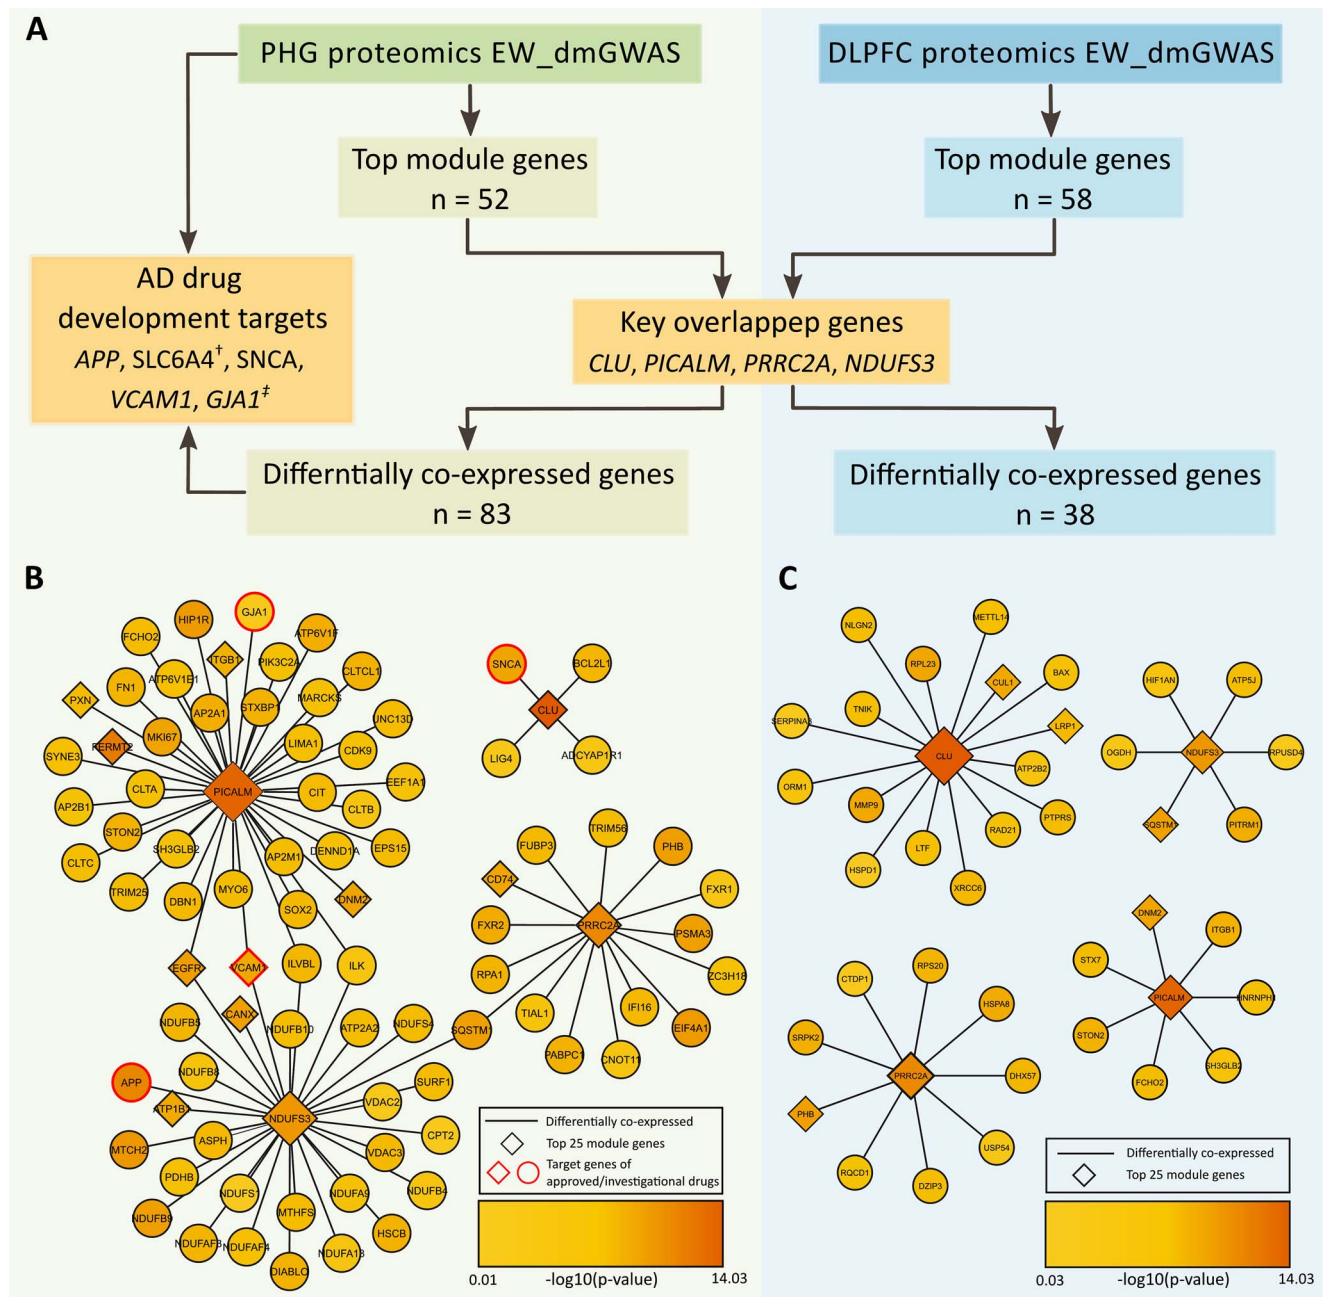 A
PHG proteomics EW_dmGWAS
DLPFC proteomics EW_dmGWAS
Top module genes
n = 52
Top module genes
n = 58
AD drug
development targets
APP, SLC6A4†, SNCA,
VCAM1, GJA1‡
Key overlappep genes
CLU, PICALM, PRRC2A, NDUFS3
Differntially co-expressed genes
n = 83
Differntially co-expressed genes
n = 38
B
GJA1
HIP1R
FCHO2
ATP6V1F
ITGB1
PIK3C2A
CLTCL1
ATP6V1E1
FN1
MARCKS
PXN
AP2A1
STXBP1
UNC13D
MKI67
LIMA1
FERMT2
CDK9
SYNE3
EEF1A1
CLTA
PICALM
CIT
AP2B1
CLTB
STON2
SH3GLB2
AP2M1
DENND1A
EPS15
CLTC
TRIM25
DBN1
MYO6
SOX2
DNM2
EGFR
VCAM1
ILVBL
ILK
CANX
NDUFB5
NDUFB10
ATP2A2
NDUFS4
NDUFB8
APP
SURF1
VDAC2
ATP1B1
NDUFS3
MTCH2
ASPH
CPT2
VDAC3
PDHB
NDUFS1
NDUFA9
NDUFB4
NDUFB9
MTHFS
HSCB
NDUFAF3
NDUFAF4
NDUFA13
DIABLO
SNCA
BCL2L1
CLU
LIG4
ADCYAP1R1
TRIM56
FUBP3
PHB
CD74
FXR1
FXR2
PRRC2A
PSMA3
RPA1
ZC3H18
TIAL1
IFI16
SQSTM1
EIF4A1
PABPC1
CNOT11
Differentially co-expressed
Top 25 module genes
Target genes of
approved/investigational drugs
0.01
-log10(p-value)
14.03
C
NLGN2
METTL14
RPL23
CUL1
BAX
TNIK
SERPINA3
LRP1
CLU
ATP2B2
ORM1
MMP9
PTPRS
RAD21
LTF
HSPD1
XRCC6
HIF1AN
ATP5J
OGDH
NDUFS3
RPUSD4
SQSTM1
PITRM1
CTDP1
RPS20
HSPA8
SRPK2
PRRC2A
DHX57
PHB
USP54
RQCD1
DZIP3
DNM2
ITGB1
STX7
PICALM
HNRNPH1
STON2
SH3GLB2
FCHO2
Differentially co-expressed
Top 25 module genes
0.03
-log10(p-value)
14.03